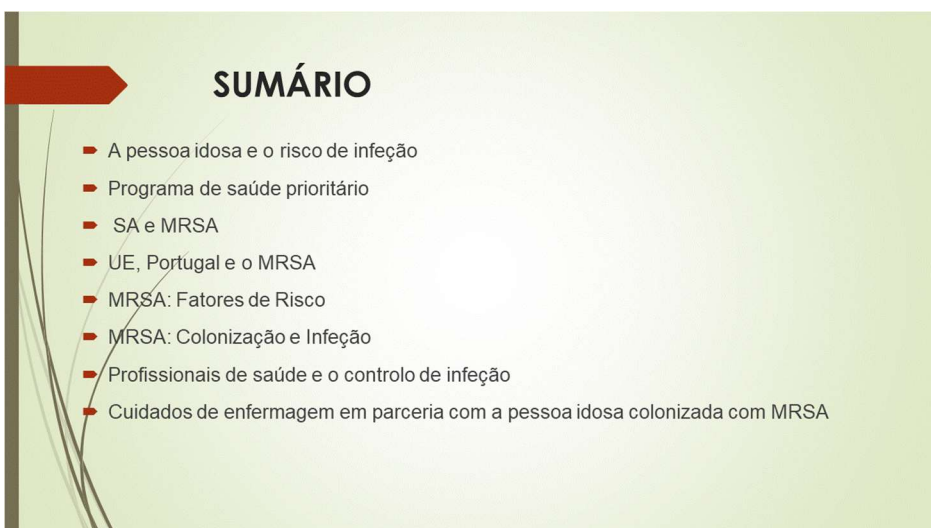 SUMÁRIO
A pessoa idosa e o risco de infeção
Programa de saúde prioritário
SA e MRSA
UE, Portugal e o MRSA
MRSA: Fatores de Risco
MRSA: Colonização e Infeção
Profissionais de saúde e o controlo de infeção
Cuidados de enfermagem em parceria com a pessoa idosa colonizada com MRSA